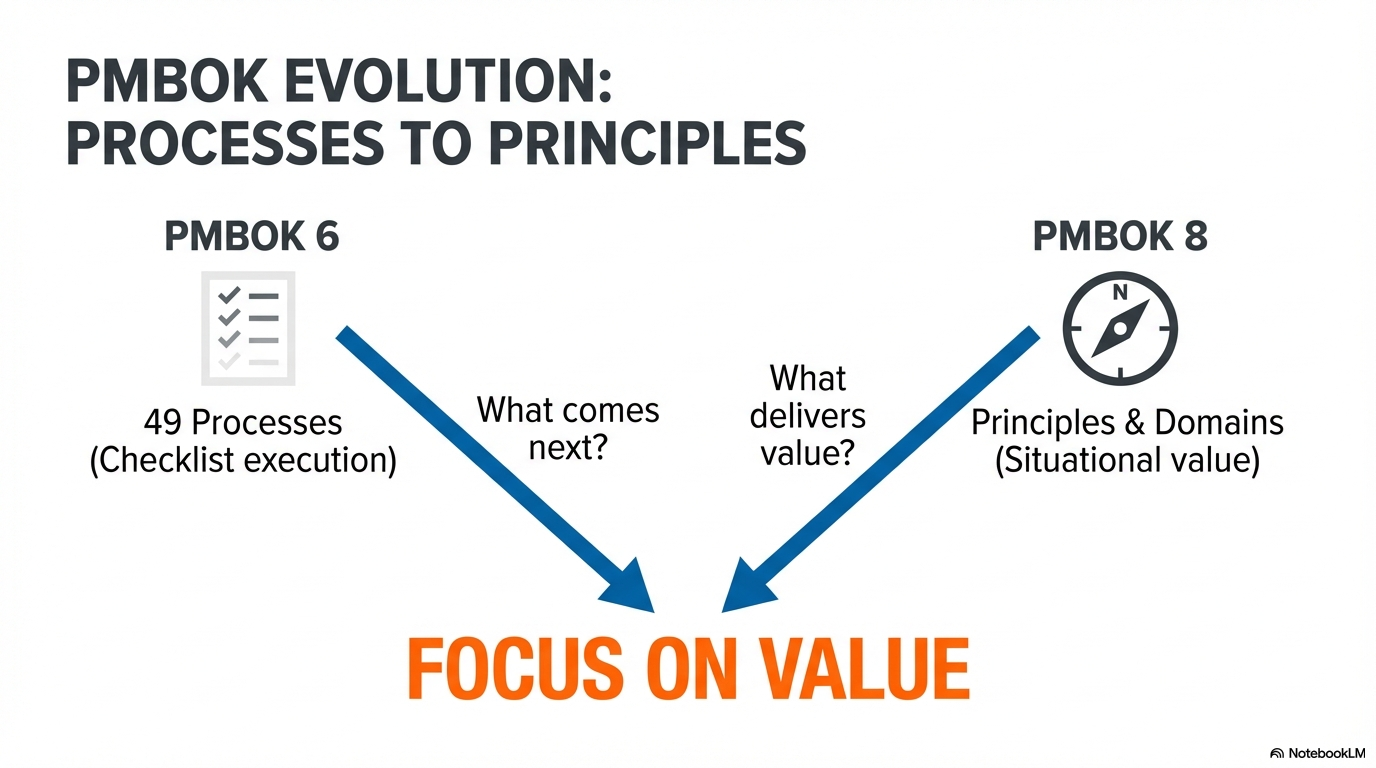 PMBOK EVOLUTION:
PROCESSES TO PRINCIPLES
PMBOK 6
49 Processes
(Checklist execution)
What comes
next?
What
delivers
value?
PMBOK 8
N
Principles & Domains
(Situational value)
FOCUS ON VALUE
NotebookLM